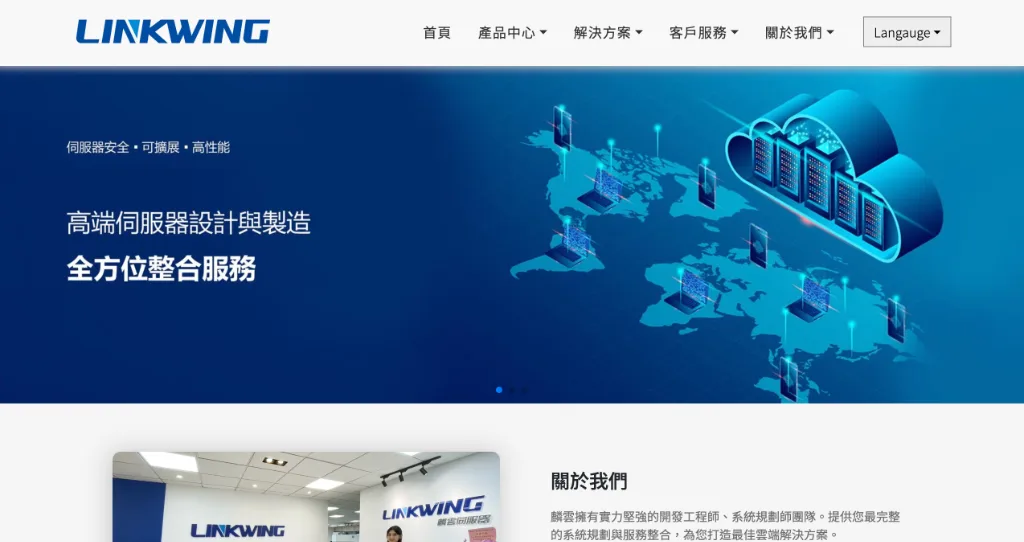 LINKWING
首頁 產品中心 解決方案 客戶服務 關於我們 Langauge
伺服器安全•可擴展•高性能
高端伺服器設計與製造
全方位整合服務
LINKWING
LINKWING
麟雲伺服器
關於我們
麟雲擁有實力堅強的開發工程師、系統規劃師團隊。提供您最完整
的系統規劃與服務整合，為您打造最佳雲端解決方案。